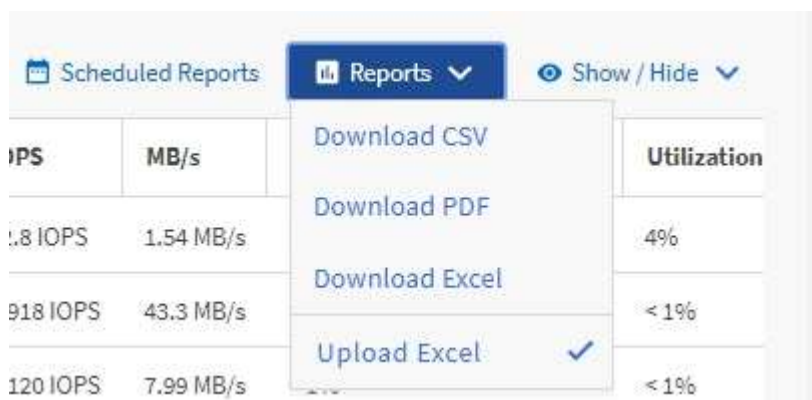 Scheduled Reports Reports Show / Hide
MB/s Utilization
Download CSV
Download PDF
1.54 MB/s 4%
Download Excel
918 IOPS 43.3 MB/s < 1%
Upload Excel
120 IOPS 7.99 MB/s < 1%